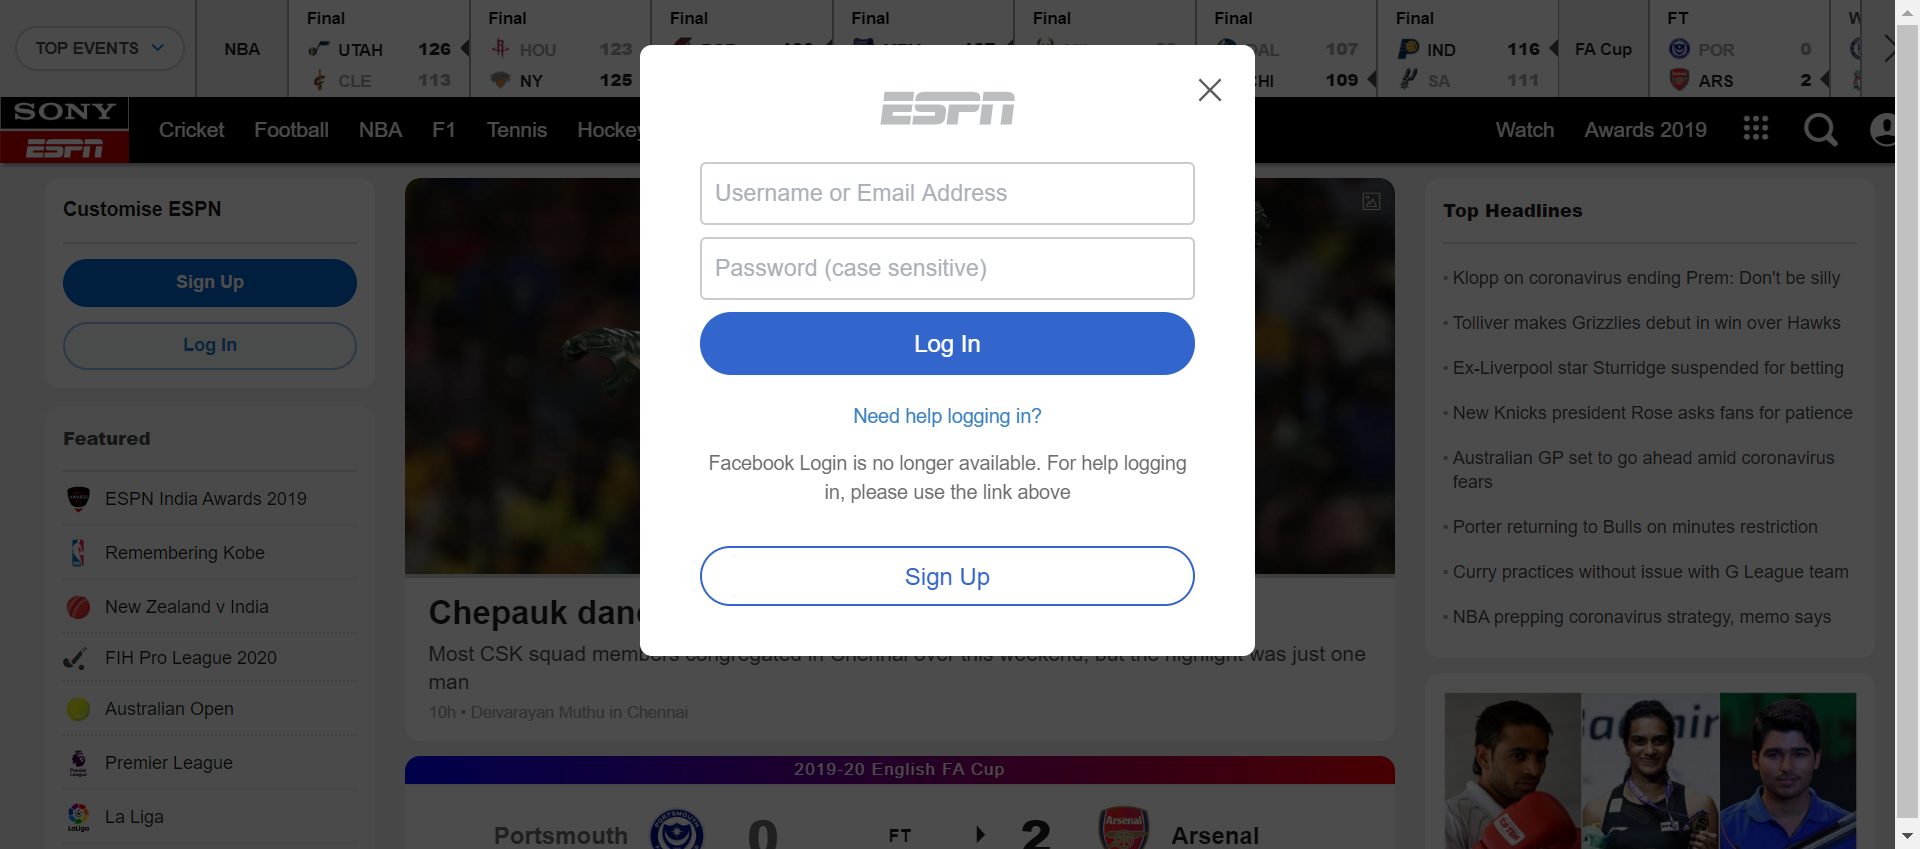 TOP EVENTS
NBA
Final
UTAH 126
CLE 113
Final
HOU 123
NY 125
Final
Final
Final
Final
107
109
Final
IND 116
SA 111
FA Cup
FT
POR 0
ARS 2
SONY
ESPN
Cricket
Football
NBA
F1
Tennis
Hockey
Watch
Awards 2019
Customise ESPN
Sign Up
Log In
Featured
ESPN India Awards 2019
Remembering Kobe
New Zealand v India
FIH Pro League 2020
Australian Open
Premier League
La Liga
ESPN
Username or Email Address
Password (case sensitive)
Log In
Need help logging in?
Facebook Login is no longer available. For help logging
in, please use the link above
Sign Up
Chepauk
Most CSK squad members congregated in Chennai over this weekend, but the highlight was just one
man
10h • Deivarayan Muthu in Chennai
2019-20 English FA Cup
Portsmouth 0 FT 2 Arsenal
Top Headlines
• Klopp on coronavirus ending Prem: Don't be silly
• Tolliver makes Grizzlies debut in win over Hawks
• Ex-Liverpool star Sturridge suspended for betting
• New Knicks president Rose asks fans for patience
• Australian GP set to go ahead amid coronavirus
fears
• Porter returning to Bulls on minutes restriction
• Curry practices without issue with G League team
• NBA prepping coronavirus strategy, memo says